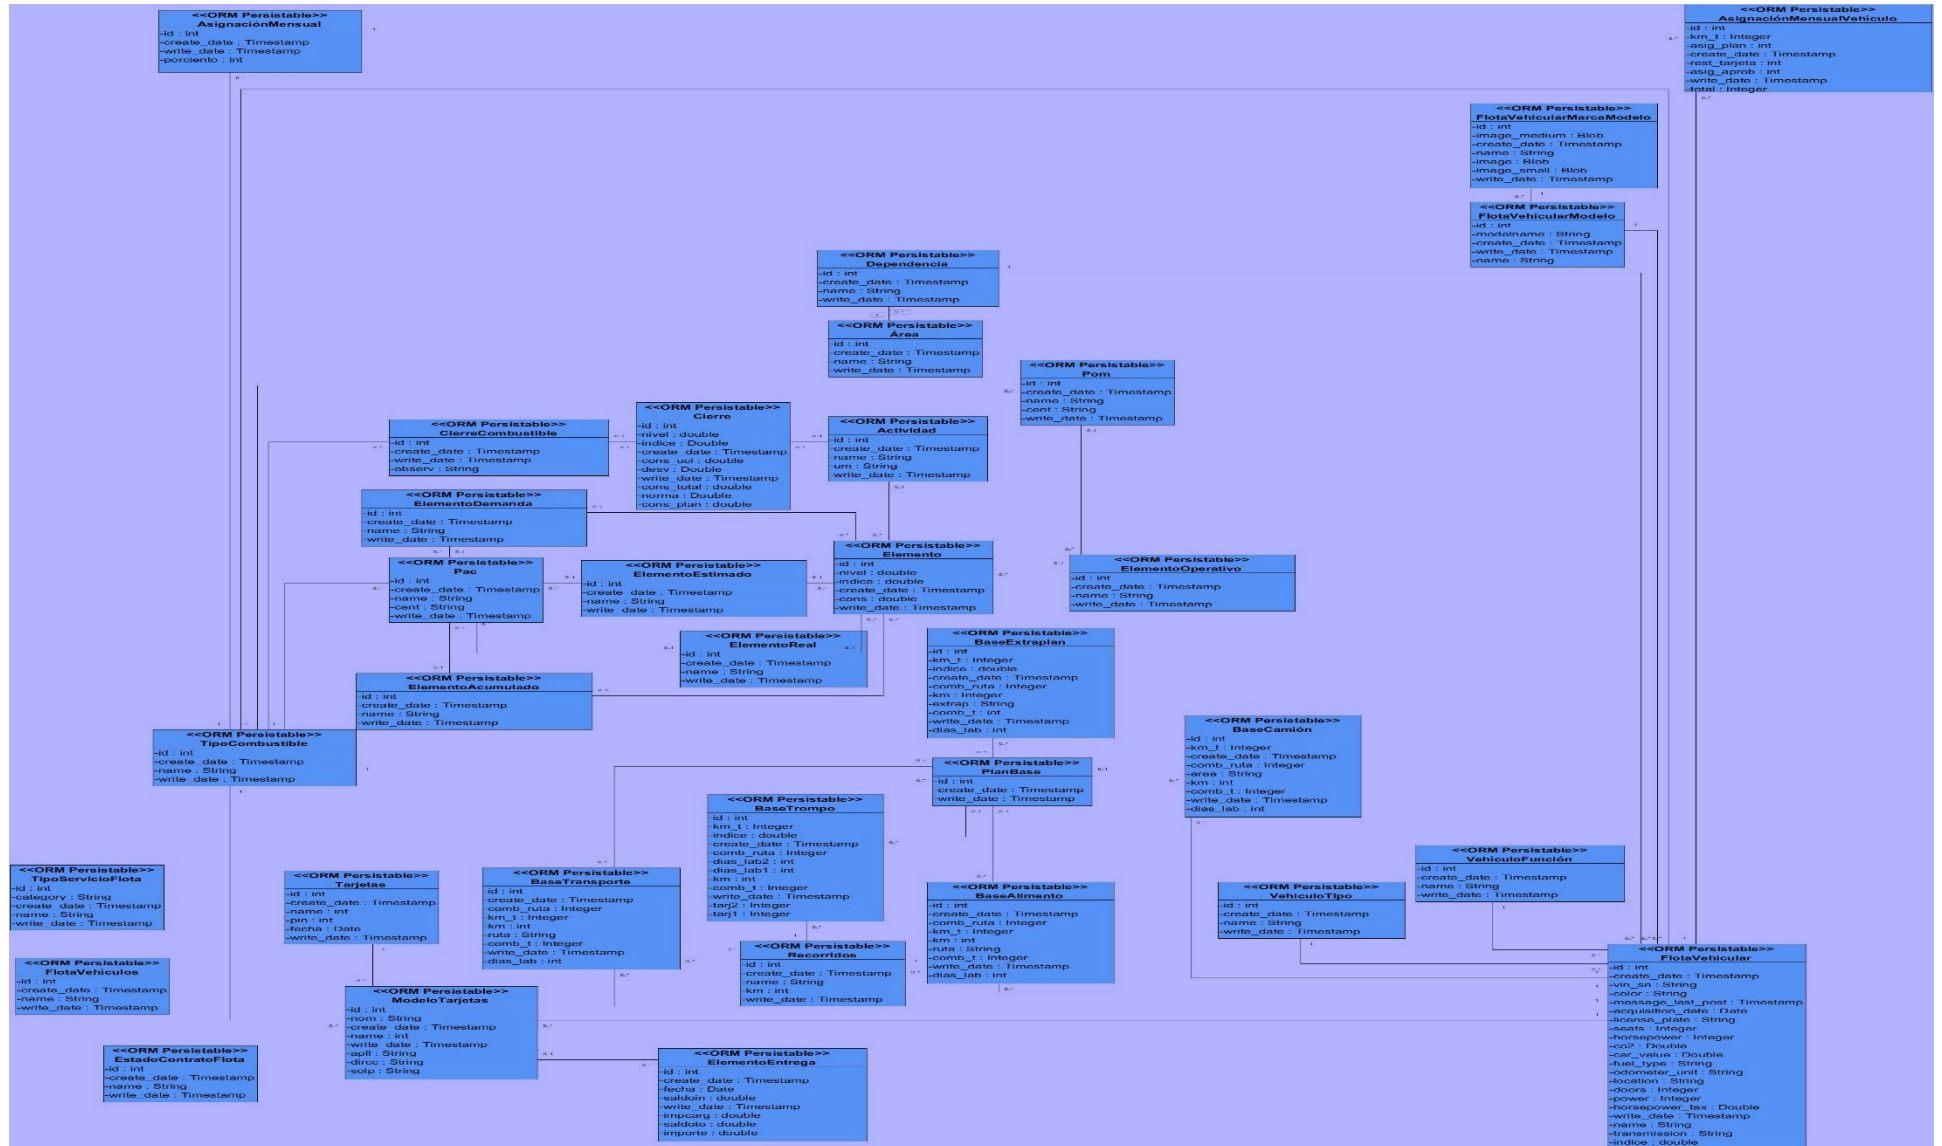 <<ORM Persistable>>
AsignaciónMensual
-id : int
-create_date : Timestamp
-write_date : Timestamp
-porciento : int
<<ORM Persistable>>
AsignaciónMensualVehículo
-id : int
-km_t : Integer
-asig_plan : int
-create_date : Timestamp
-rest_tarjeta : int
-asig_aprob : int
-write_date : Timestamp
-total : Integer
<<ORM Persistable>>
FlotaVehicularMarcaModelo
-id : int
-image_medium : Blob
-create_date : Timestamp
-name : String
-image : Blob
-image_small : Blob
-write_date : Timestamp
<<ORM Persistable>>
FlotaVehicularModelo
-id : int
-modelname : String
-create_date : Timestamp
-write_date : Timestamp
-name : String
<<ORM Persistable>>
Dependencia
-id : int
-create_date : Timestamp
-name : String
-write_date : Timestamp
<<ORM Persistable>>
Área
-id : int
-create_date : Timestamp
-name : String
-write_date : Timestamp
<<ORM Persistable>>
Pom
-id : int
-create_date : Timestamp
-name : String
-cent : String
-write_date : Timestamp
<<ORM Persistable>>
CierreCombustible
-id : int
-create_date : Timestamp
-write_date : Timestamp
-observ : String
<<ORM Persistable>>
Cierre
-id : int
-nivel : double
-indice : Double
-create_date : Timestamp
-cons_uci : double
-desv : Double
-write_date : Timestamp
-cons_total : double
-norma : Double
-cons_plan : double
<<ORM Persistable>>
Actividad
-id : int
-create_date : Timestamp
-name : String
-um : String
-write_date : Timestamp
<<ORM Persistable>>
ElementoDemanda
-id : int
-create_date : Timestamp
-name : String
-write_date : Timestamp
<<ORM Persistable>>
Pac
-id : int
-create_date : Timestamp
-name : String
-cent : String
-write_date : Timestamp
<<ORM Persistable>>
ElementoEstimado
-id : int
-create_date : Timestamp
-name : String
-write_date : Timestamp
<<ORM Persistable>>
Elemento
-id : int
-nivel : double
-indice : double
-create_date : Timestamp
-cons : double
-write_date : Timestamp
<<ORM Persistable>>
ElementoOperativo
-id : int
-create_date : Timestamp
-name : String
-write_date : Timestamp
<<ORM Persistable>>
ElementoReal
-id : int
-create_date : Timestamp
-name : String
-write_date : Timestamp
<<ORM Persistable>>
ElementoAcumulado
-id : int
-create_date : Timestamp
-name : String
-write_date : Timestamp
<<ORM Persistable>>
BaseExtraplan
-id : int
-km_t : Integer
-indice : double
-create_date : Timestamp
-comb_ruta : Integer
-km : Integer
-extrap : String
-comb_t : int
-write_date : Timestamp
-dias_lab : int
TipoCombustible
-id : int
-create_date : Timestamp
-name : String
-write_date : Timestamp
<<ORM Persistable>>
PlanBase
-id : int
-create_date : Timestamp
-write_date : Timestamp
<<ORM Persistable>>
BaseCamión
-id : int
-km_t : Integer
-create_date : Timestamp
-comb_ruta : Integer
-area : String
-km : int
-comb_t : Integer
-write_date : Timestamp
-dias_lab : int
<<ORM Persistable>>
BaseTrompo
-id : int
-km_t : Integer
-indice : double
-create_date : Timestamp
-comb_ruta : Integer
-dias_lab2 : int
-dias_lab1 : int
-km : int
-comb_t : Integer
-write_date : Timestamp
-tarj2 : Integer
-tarj1 : Integer
<<ORM Persistable>>
TipoServicioFlota
-id : int
-category : String
-create_date : Timestamp
-name : String
-write_date : Timestamp
<<ORM Persistable>>
Tarjetas
-id : int
-create_date : Timestamp
-name : int
-pin : int
-fecha : Date
-write_date : Timestamp
<<ORM Persistable>>
BaseTransporte
-id : int
-create_date : Timestamp
-comb_ruta : Integer
-km_t : Integer
-km : int
-ruta : String
-comb_t : Integer
-write_date : Timestamp
-dias_lab : int
<<ORM Persistable>>
BaseAlimento
-id : int
-create_date : Timestamp
-comb_ruta : Integer
-km_t : Integer
-km : int
-ruta : String
-comb_t : Integer
-write_date : Timestamp
-dias_lab : int
<<ORM Persistable>>
VehículoTipo
-id : int
-create_date : Timestamp
-name : String
-write_date : Timestamp
<<ORM Persistable>>
VehículoFunción
-id : int
-create_date : Timestamp
-name : String
-write_date : Timestamp
<<ORM Persistable>>
Recorridos
-id : int
-create_date : Timestamp
-name : String
-km : int
-write_date : Timestamp
<<ORM Persistable>>
FlotaVehículos
-id : int
-create_date : Timestamp
-name : String
-write_date : Timestamp
<<ORM Persistable>>
ModeloTarjetas
-id : int
-nom : String
-create_date : Timestamp
-name : int
-write_date : Timestamp
-apll : String
-direc : String
-solp : String
<<ORM Persistable>>
FlotaVehicular
-id : int
-create_date : Timestamp
-vin_sn : String
-color : String
-message_last_post : Timestamp
-acquisition_date : Date
-license_plate : String
-seats : Integer
-horsepower : Integer
-co2 : Double
-car_value : Double
-fuel_type : String
-odometer_unit : String
-location : String
-doors : Integer
-power : Integer
-horsepower_tax : Double
-write_date : Timestamp
-name : String
-transmission : String
-indice : double
<<ORM Persistable>>
EstadoContratoFlota
-id : int
-create_date : Timestamp
-name : String
-write_date : Timestamp
<<ORM Persistable>>
ElementoEntrega
-id : int
-create_date : Timestamp
-fecha : Date
-saldoin : double
-write_date : Timestamp
-impcarg : double
-saldoto : double
-importe : double